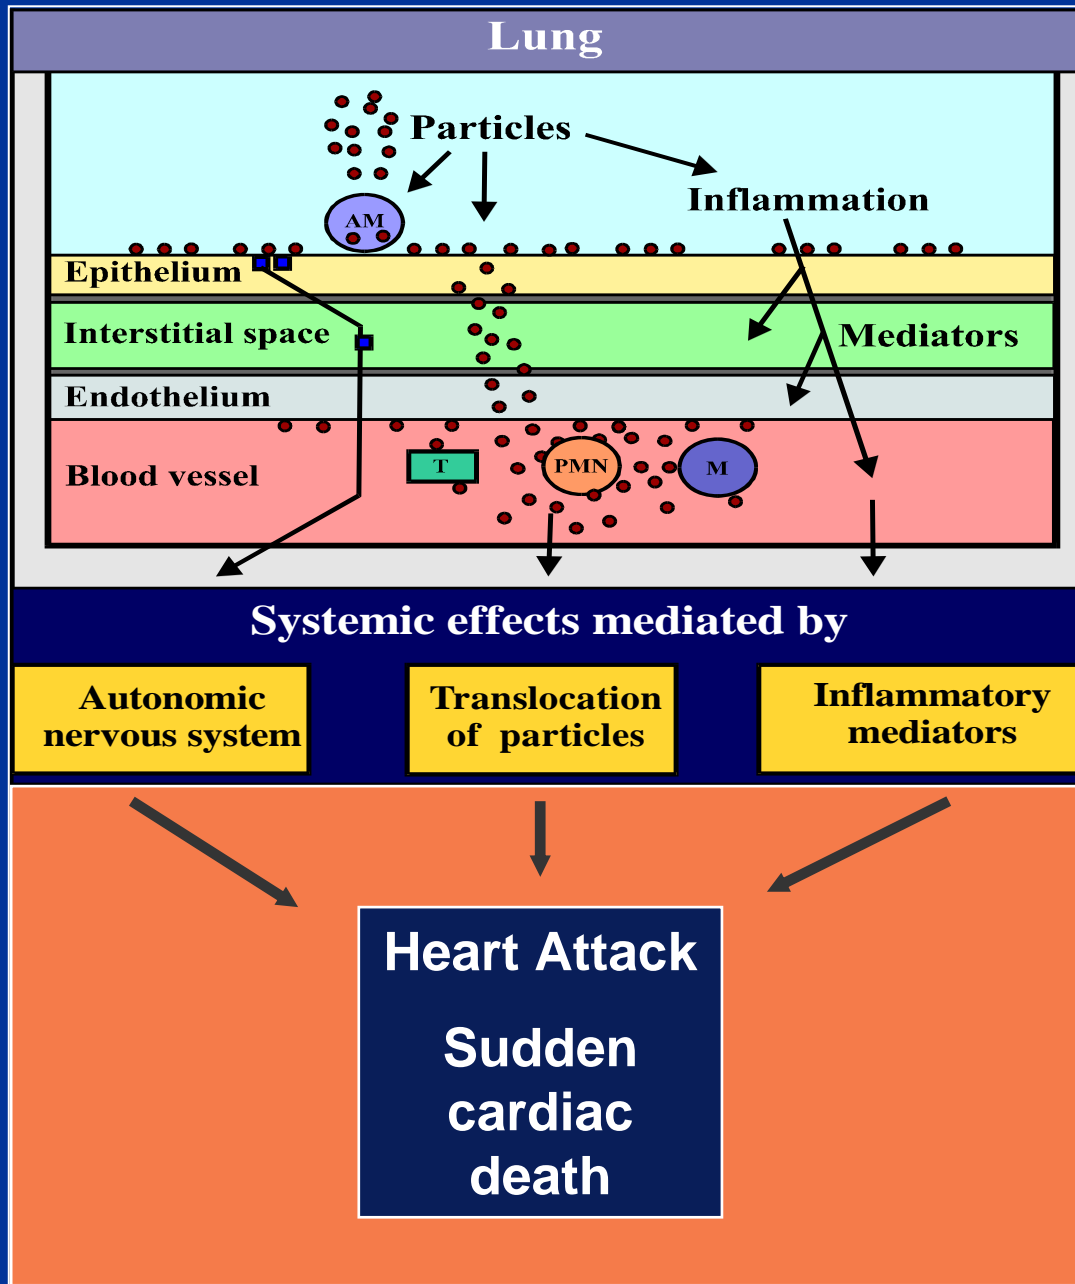 Lung
Particles
Inflammation
AM
Epithelium
Interstitial space
Mediators
Endothelium
Blood vessel
T
PMN
M
Systemic effects mediated by
Autonomic
nervous system
Translocation
of particles
Inflammatory
mediators
Heart Attack
Sudden
cardiac
death